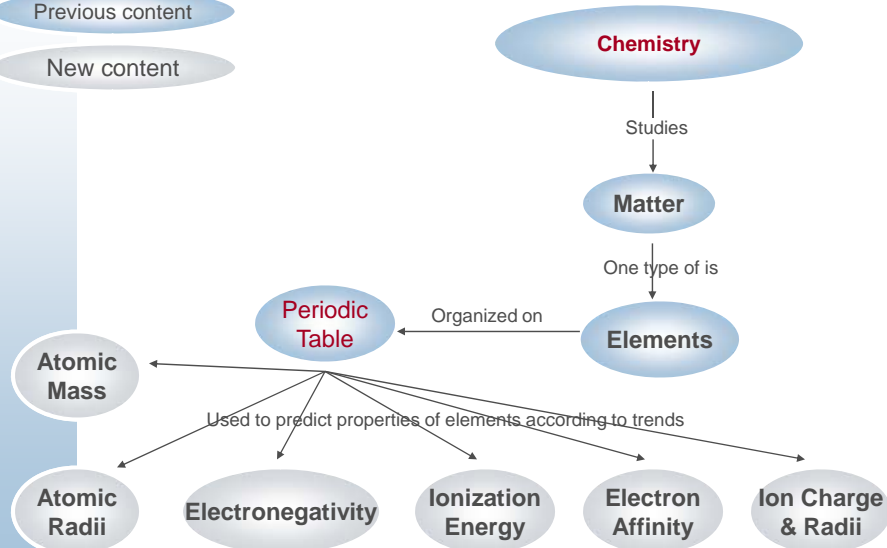 Previous content
New content
Chemistry
Studies
Matter
One type of is
Elements
Organized on
Periodic
Table
Atomic
Mass
Used to predict properties of elements according to trends
Atomic
Radii
Electronegativity
Ionization
Energy
Electron
Affinity
Ion Charge
& Radii